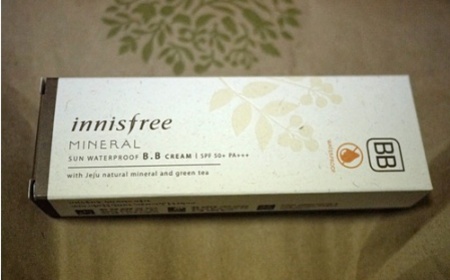 innisfree
MINERAL
SUN WATERPROOF B.B CREAM | SPF 50+ PA+++
with Jeju natural mineral and green tea
BB